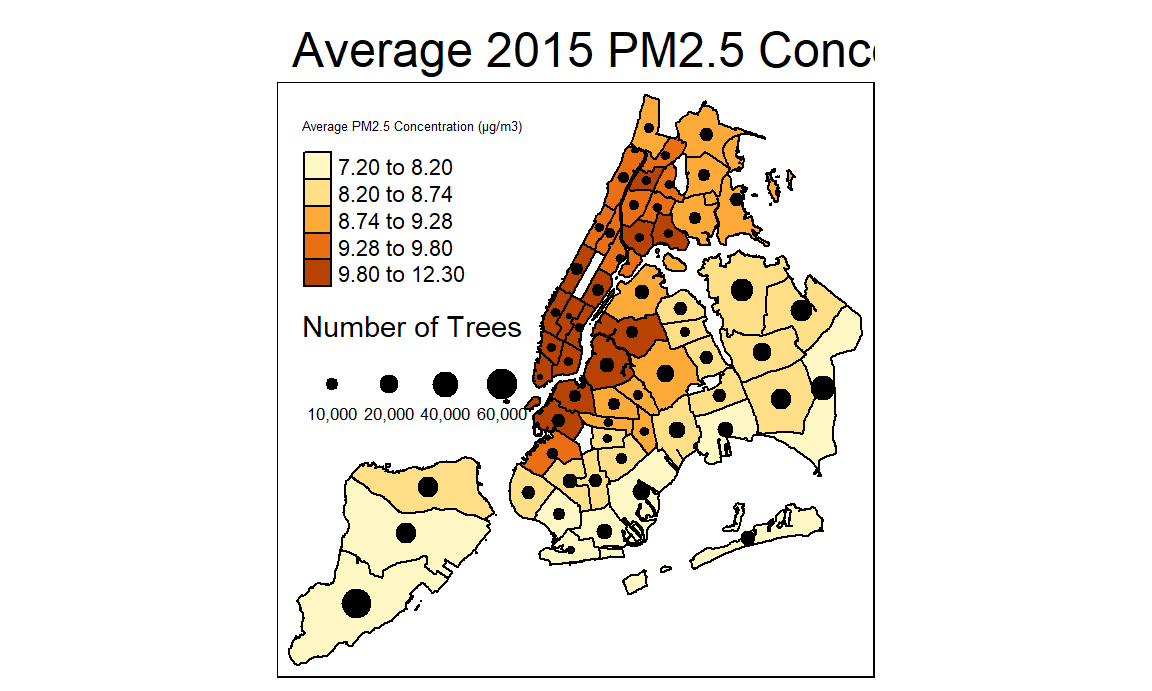 Average 2015 PM2.5 Conc
Average PM2.5 Concentration (µg/m3)
7.20 to 8.20
8.20 to 8.74
8.74 to 9.28
9.28 to 9.80
9.80 to 12.30
Number of Trees
10,000 20,000 40,000 60,000